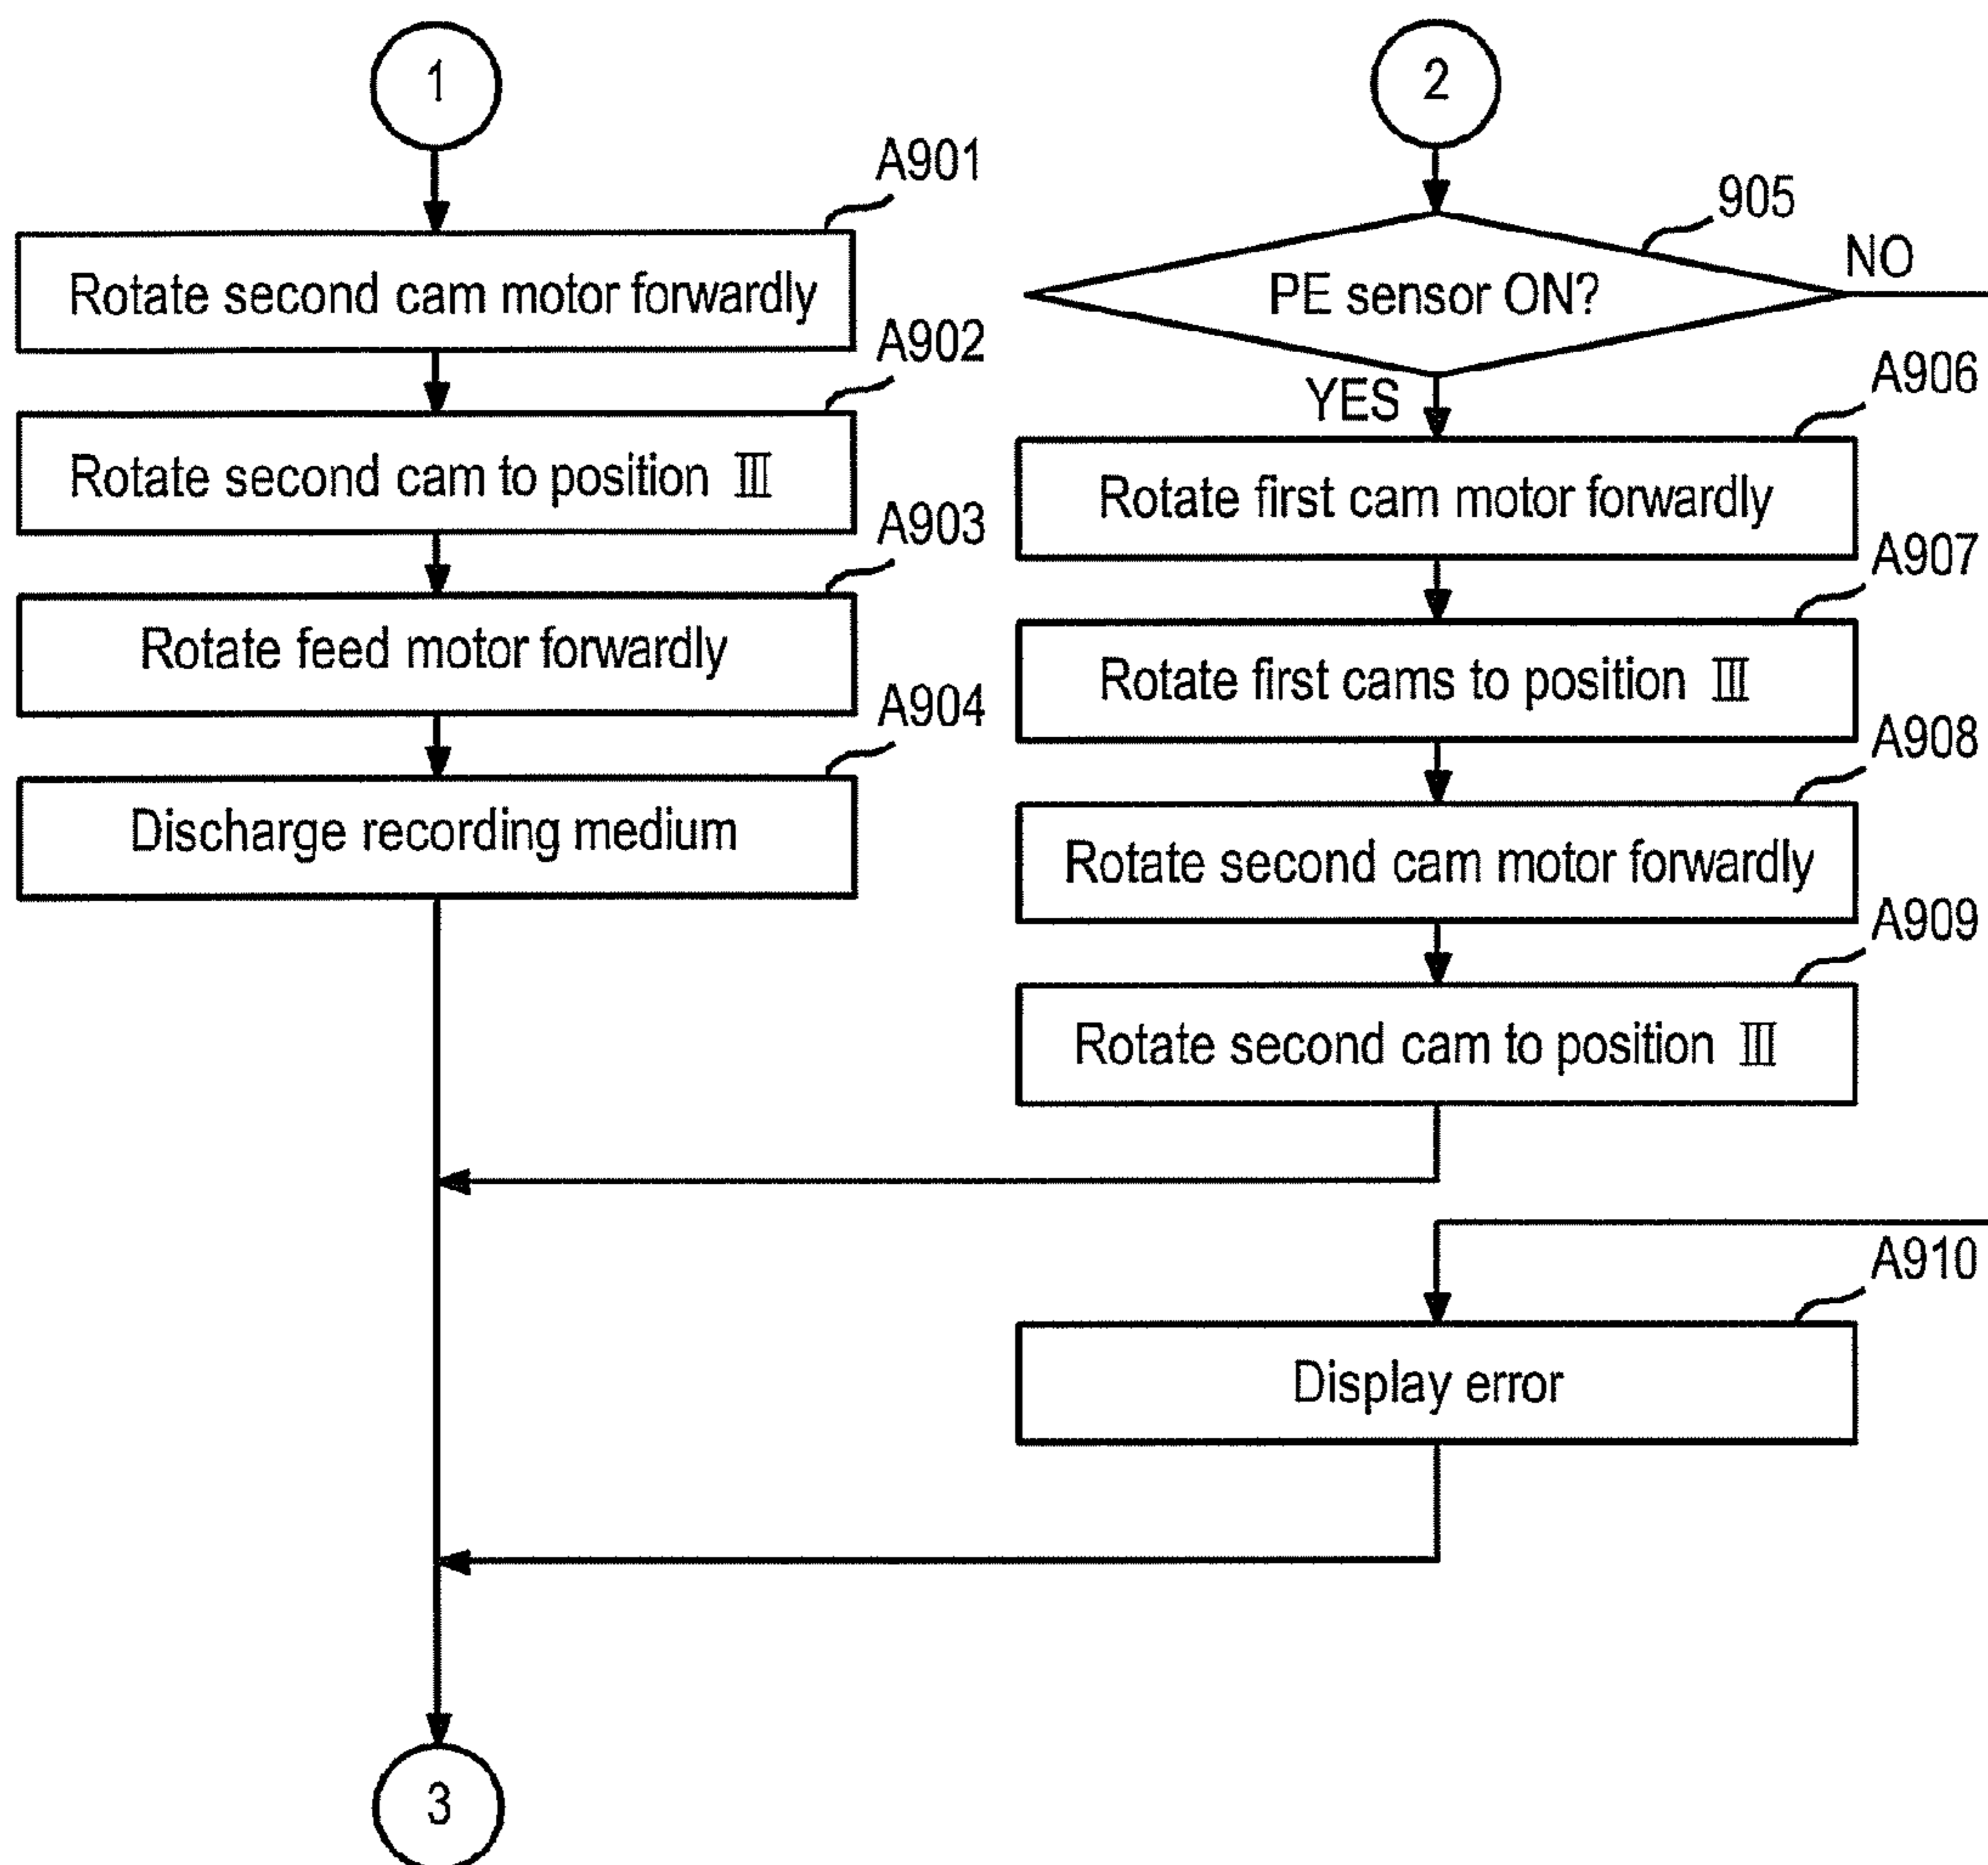 1
A901
Rotate second cam motor forwardly
A902
Rotate second cam to position Ⅲ
A903
Rotate feed motor forwardly
A904
Discharge recording medium
2
905
PE sensor ON?
NO
YES
A906
Rotate first cam motor forwardly
A907
Rotate first cams to position Ⅲ
A908
Rotate second cam motor forwardly
A909
Rotate second cam to position Ⅲ
A910
Display error
3